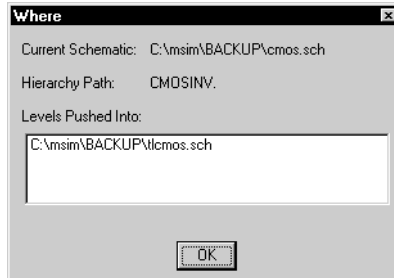 Where
Current Schematic: C:\msim\BACKUP\cmos.sch
Hierarchy Path: CMOSINV.
Levels Pushed Into:
C:\msim\BACKUP\tlcmos.sch
OK